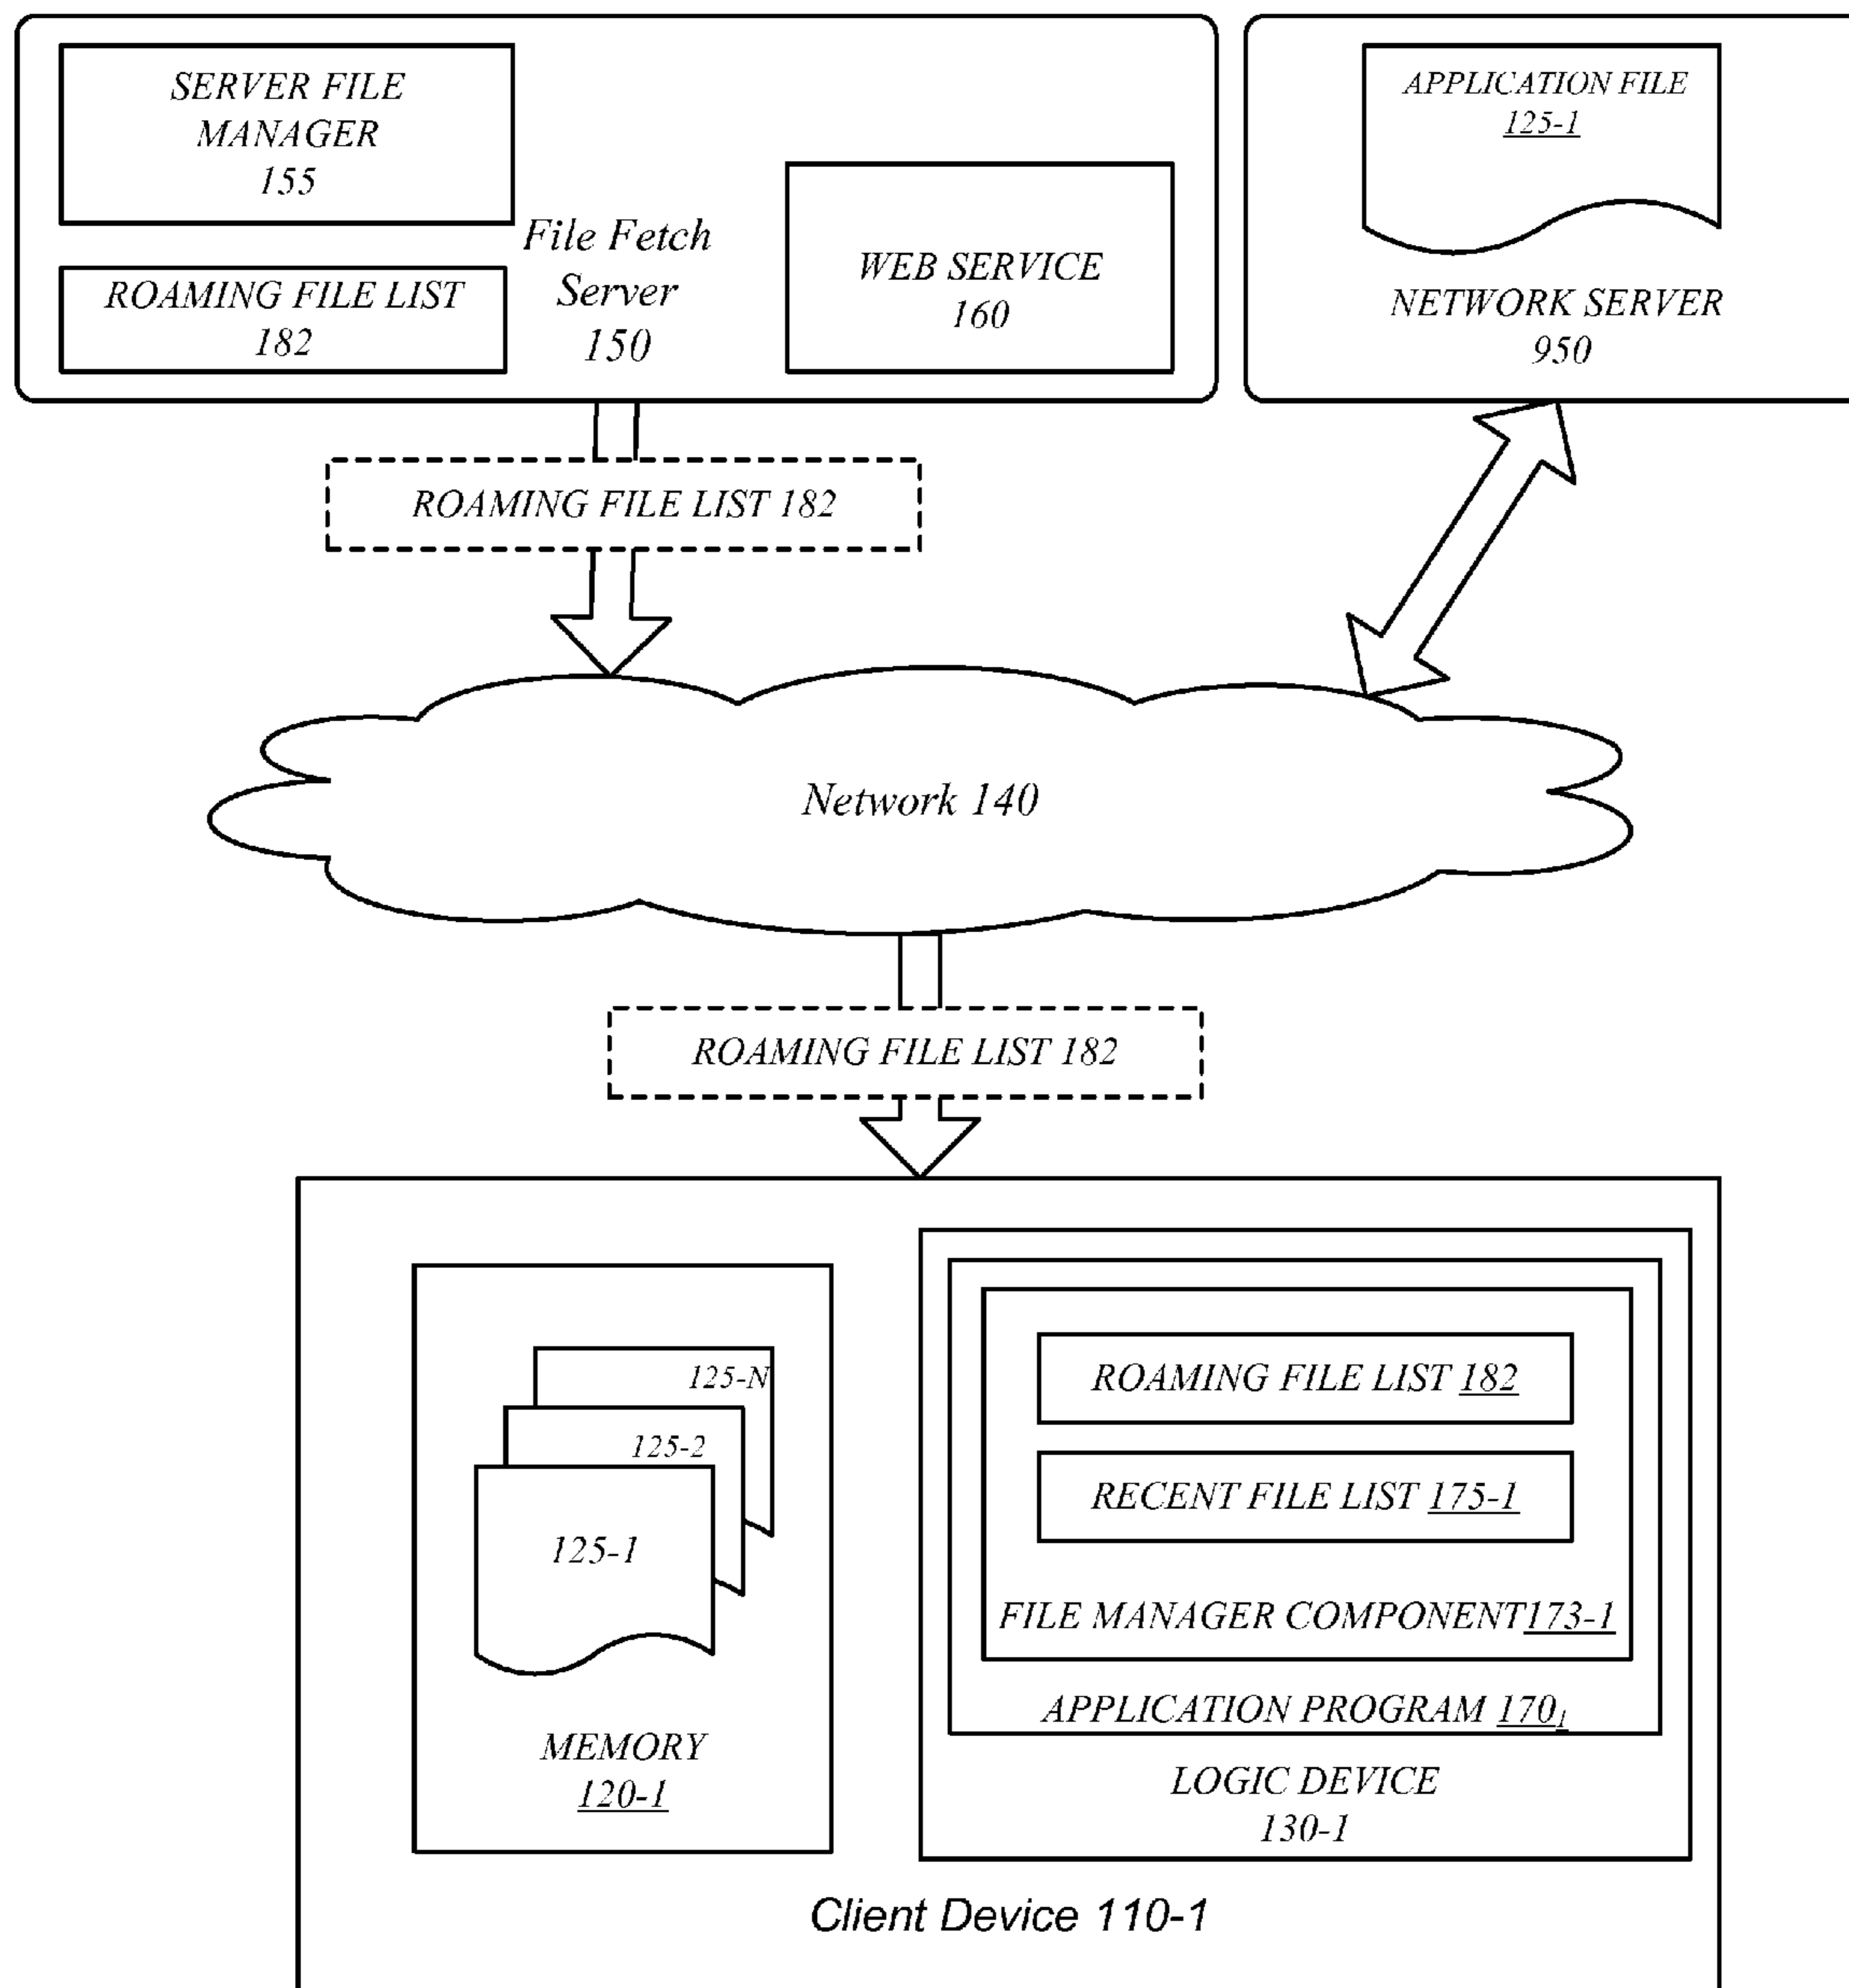 SERVER FILE
MANAGER
155
File Fetch
Server
150
ROAMING FILE LIST
182
WEB SERVICE
160
APPLICATION FILE
125-1
NETWORK SERVER
950
ROAMING FILE LIST 182
Network 140
ROAMING FILE LIST 182
125-N
125-2
125-1
MEMORY
120-1
ROAMING FILE LIST 182
RECENT FILE LIST 175-1
FILE MANAGER COMPONENT173-1
APPLICATION PROGRAM 1701
LOGIC DEVICE
130-1
Client Device 110-1